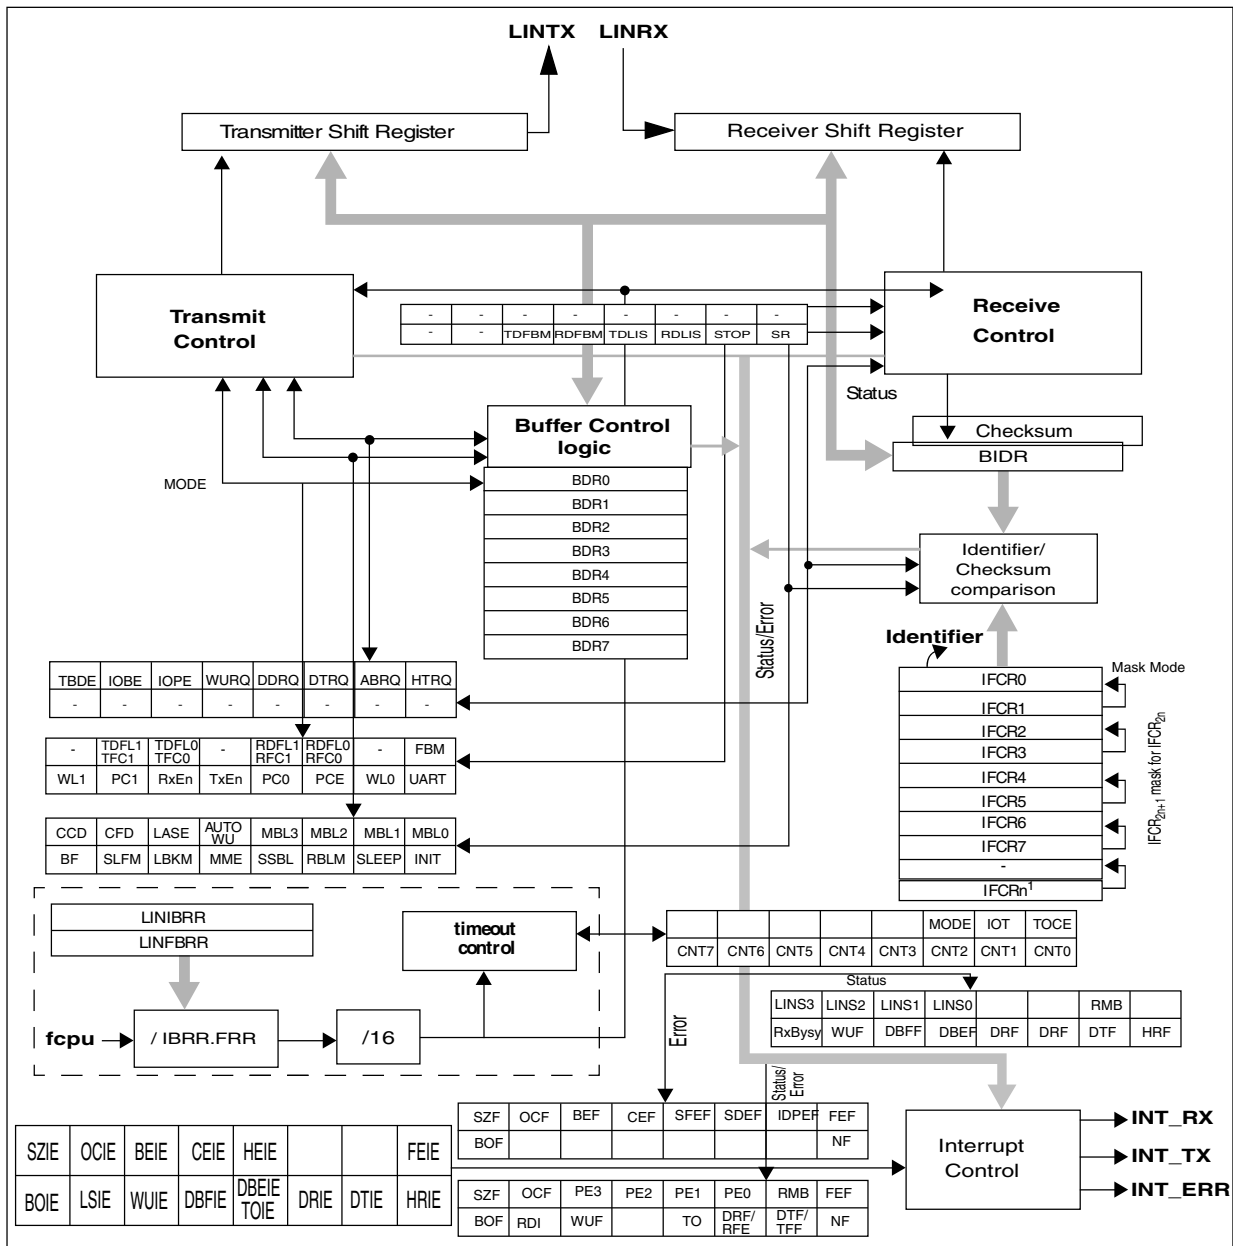 LINTX LINRX
Transmitter Shift Register
Receiver Shift Register
Transmit
Control
Receive
Control
- - - - - - - -
- - TDFBM RDFBM TDLIS RDLIS STOP SR
Status
Buffer Control
logic
Checksum
BIDR
MODE
BDR0
BDR1
BDR2
BDR3
BDR4
BDR5
BDR6
BDR7
Identifier/
Checksum
comparison
Status/Error
Identifier
Mask Mode
IFCR0
IFCR1
IFCR2
IFCR3
IFCR4
IFCR5
IFCR6
IFCR7
-
IFCRn1
IFCR2n+1 mask for IFCR2n
TBDE IOBE IOPE WURQ DDRQ DTRQ ABRQ HTRQ
- - - - - - - -
- TDFL1 TDFL0 - RDFL1 RDFL0 - FBM
TFC1 TFC0 RFC1 RFC0
WL1 PC1 RxEn TxEn PC0 PCE WL0 UART
CCD CFD LASE AUTO WU MBL3 MBL2 MBL1 MBL0
BF SLFM LBKM MME SSBL RBLM SLEEP INIT
LINIBRR
LINFBRR
timeout
control
fcpu
/ IBRR.FRR
/16
MODE IOT TOCE
CNT7 CNT6 CNT5 CNT4 CNT3 CNT2 CNT1 CNT0
Status
LINS3 LINS2 LINS1 LINS0 RMB
RxBysy WUF DBFF DBEF DRF DRF DTF HRF
Error
Status/
Error
SZF OCF BEF CEF SFEF SDEF IDPEF FEF
BOF NF
SZIE OCIE BEIE CEIE HEIE FEIE
BOIE LSIE WUIE DBFIE DBEIE TOIE DRIE DTIE HRIE
SZF OCF PE3 PE2 PE1 PE0 RMB FEF
BOF RDI WUF TO DRF/ RFE DTF/ TFF NF
Interrupt
Control
INT_RX
INT_TX
INT_ERR